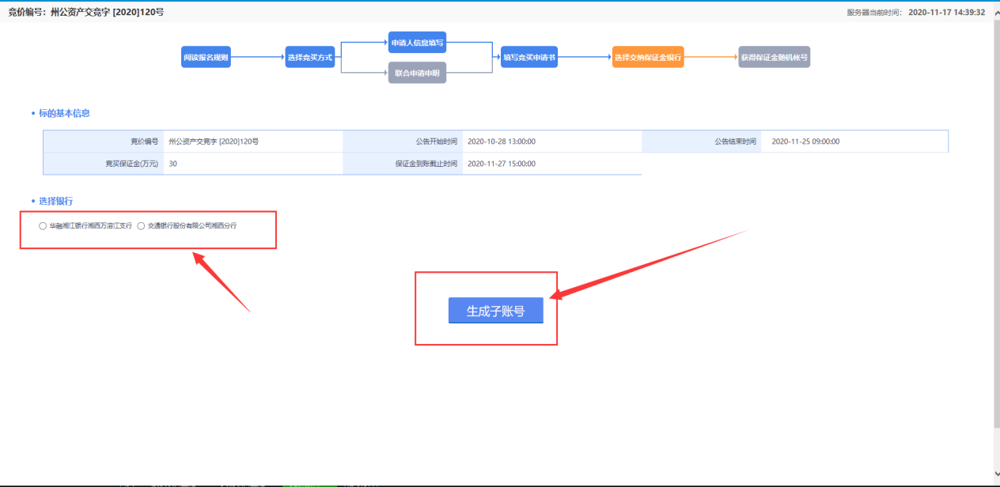 竞价编号：州公资产交竞字 [2020]120号
服务器当前时间： 2020-11-17 14:39:32
阅读报名规则
选择竞买方式
申请人信息填写
联合申请申明
填写竞买申请书
选择交纳保证金银行
获得保证金随机帐号
标的基本信息
竞价编号 州公资产交竞字 [2020]120号 公告开始时间 2020-10-28 13:00:00 公告结束时间 2020-11-25 09:00:00
竞买保证金(万元) 30 保证金到账截止时间 2020-11-27 15:00:00
选择银行
华融湘江银行湘西万溶江支行 交通银行股份有限公司湘西分行
生成子账号